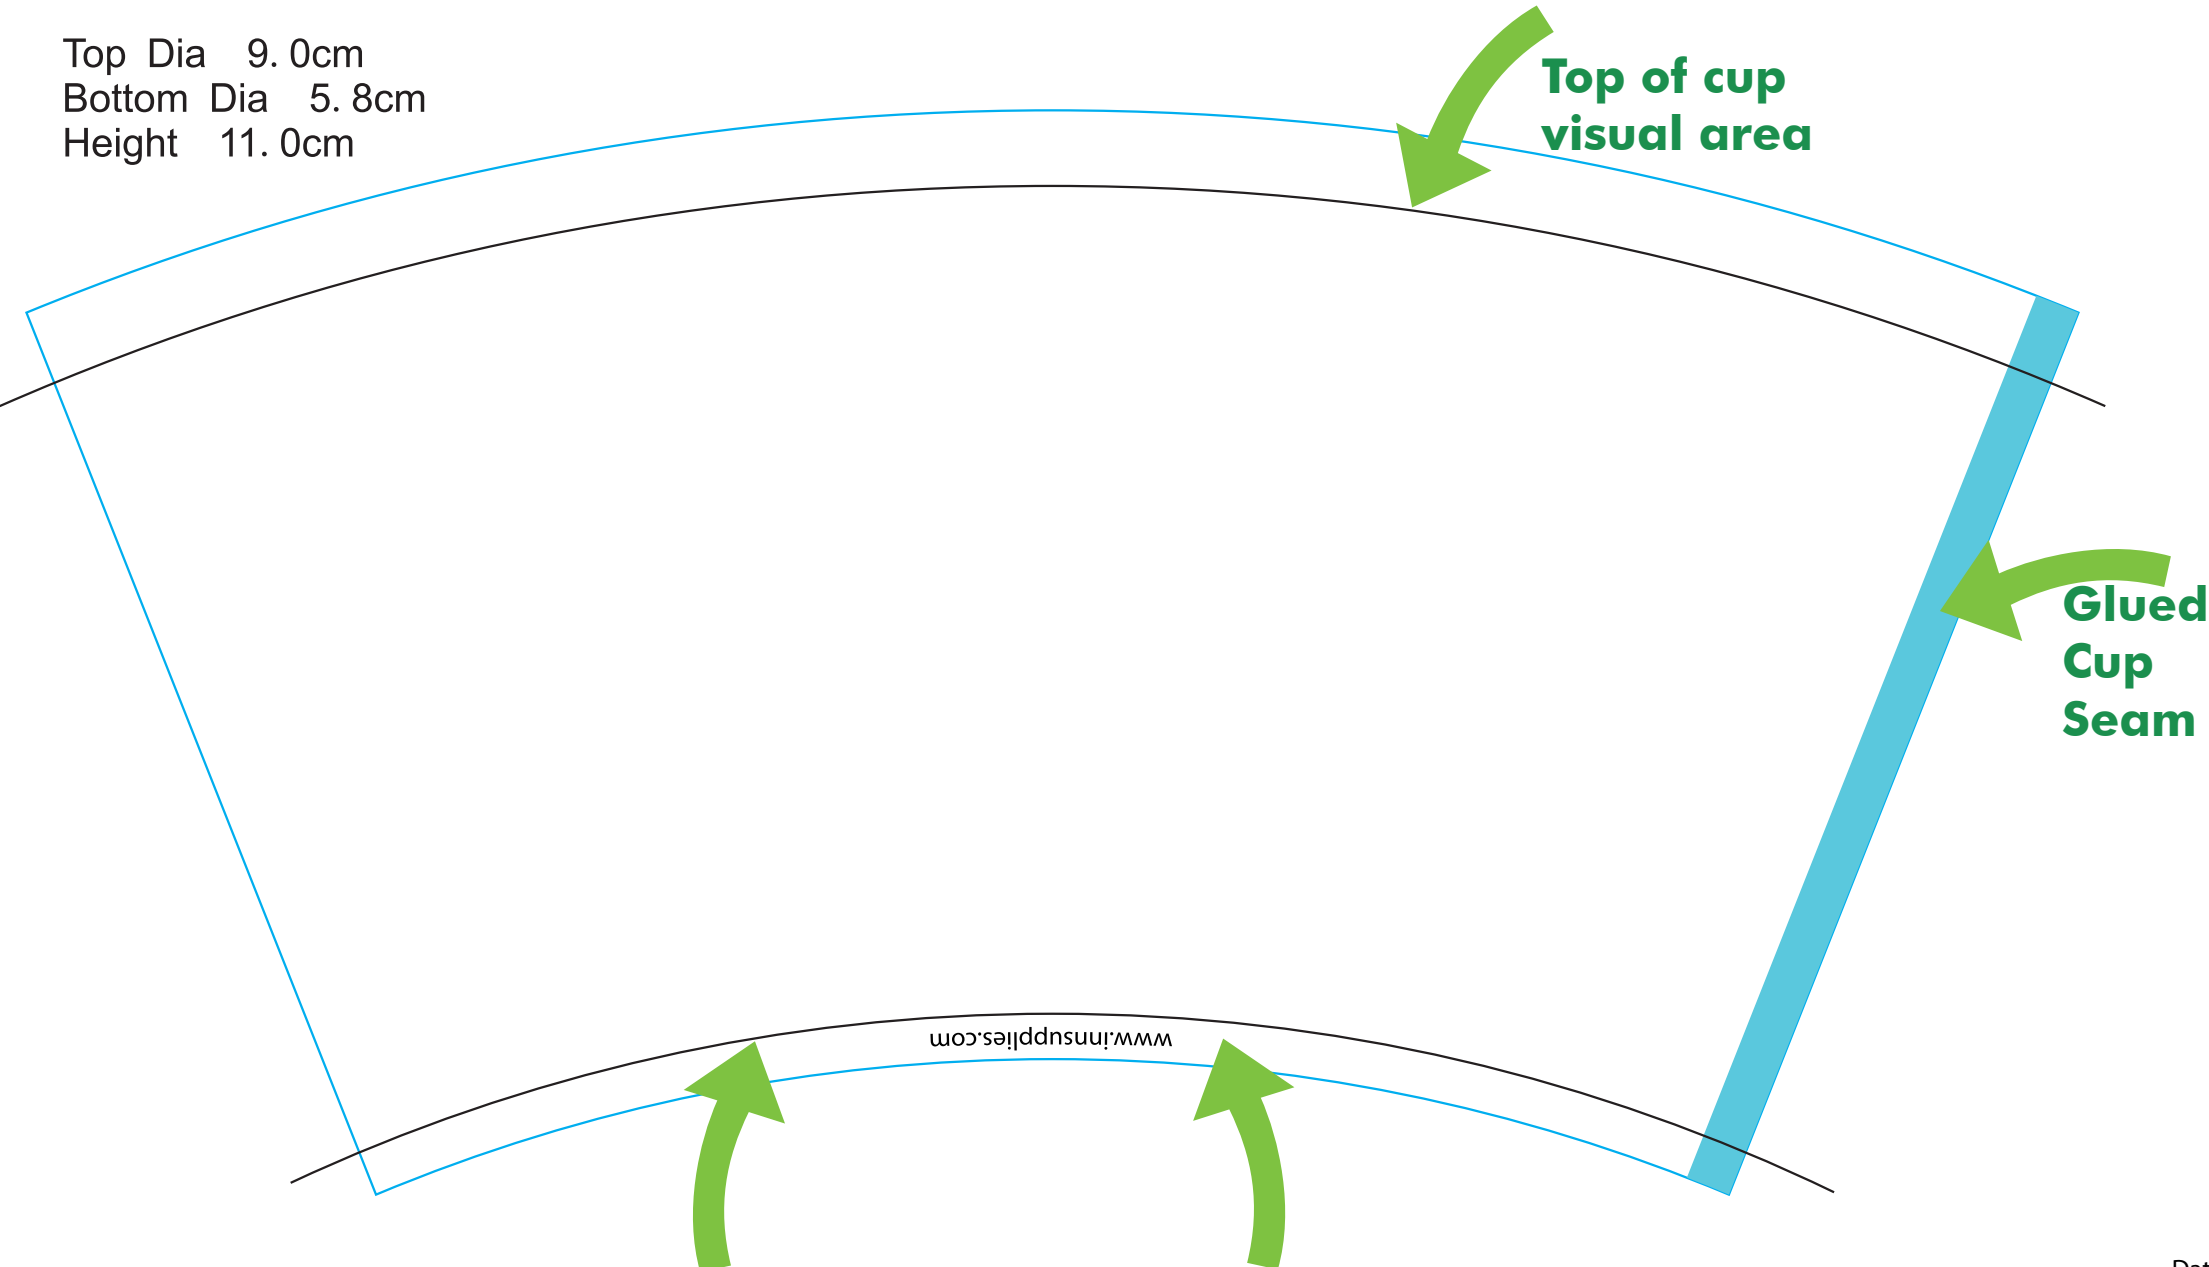 Top Dia 9.0cm
Bottom Dia 5.8cm
Height 11.0cm
Top of cup
visual area
Glued
Cup
Seam
www.innsupplies.com